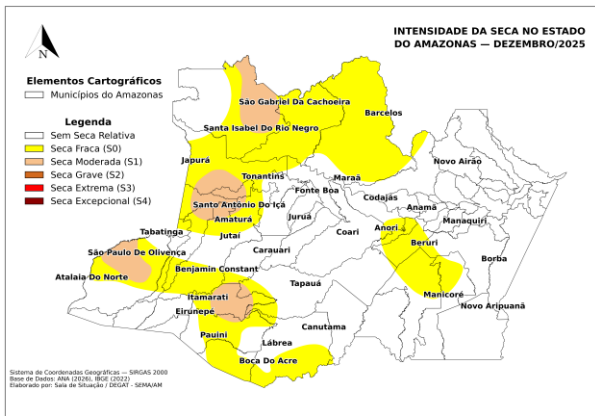 INTENSIDADE DA SECA NO ESTADO
DO AMAZONAS — DEZEMBRO/2025
N
Elementos Cartográficos
Municípios do Amazonas
Legenda
Sem Seca Relativa
Seca Fraca (S0)
Seca Moderada (S1)
Seca Grave (S2)
Seca Extrema (S3)
Seca Excepcional (S4)
São Gabriel Da Cachoeira
Barcelos
Santa Isabel Do Rio Negro
Japurá
Novo Airão
Tonantins
Maraã
Fonte Boa
Codajás
Santo Antônio Do Içá
Anamã
Amaturá
Juruá
Manaquiri
Tabatinga
Jutaí
Coari
Anori
Beruri
São Paulo De Olivença
Carauari
Borba
Atalaia Do Norte
Benjamin Constant
Tapauá
Manicoré
Itamarati
Novo Aripuanã
Eirunepé
Canutama
Pauini
Lábrea
Boca Do Acre
Sistema de Coordenadas Geográficas — SIRGAS 2000
Base de Dados: ANA (2026), IBGE (2022)
Elaborado por: Sala de Situação / DEGAT - SEMA/AM